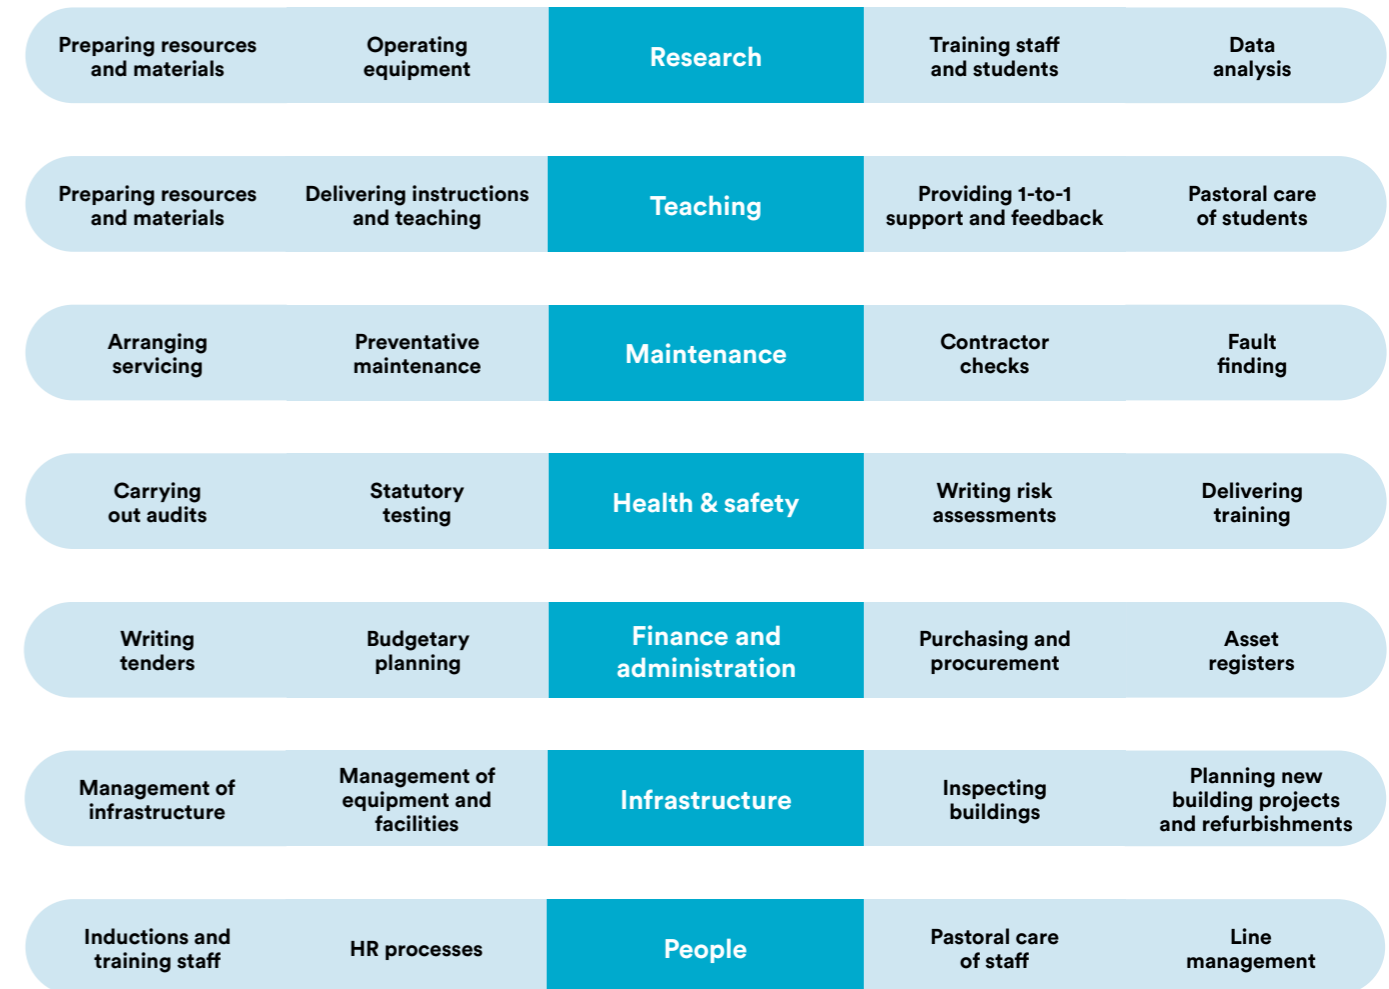 Preparing resources
and materials
Operating
equipment
Research
Training staff
and students
Data
analysis
Preparing resources
and materials
Delivering instructions
and teaching
Teaching
Providing 1-to-1
support and feedback
Pastoral care
of students
Arranging
servicing
Preventative
maintenance
Maintenance
Contractor
checks
Fault
finding
Carrying
out audits
Statutory
testing
Health & safety
Writing risk
assessments
Delivering
training
Writing
tenders
Budgetary
planning
Finance and
administration
Purchasing and
procurement
Asset
registers
Management of
infrastructure
Management of
equipment and
facilities
Infrastructure
Inspecting
buildings
Planning new
building projects
and refurbishments
Inductions and
training staff
HR processes
People
Pastoral care
of staff
Line
management